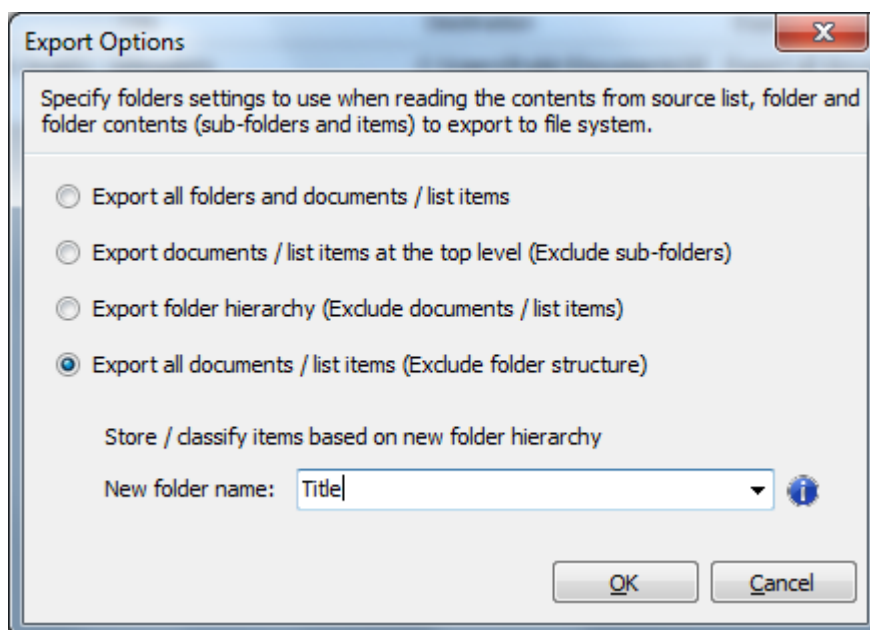 Export Options
Specify folders settings to use when reading the contents from source list, folder and
folder contents (sub-folders and items) to export to file system.
Export all folders and documents / list items
Export documents / list items at the top level (Exclude sub-folders)
Export folder hierarchy (Exclude documents / list items)
Export all documents / list items (Exclude folder structure)
Store / classify items based on new folder hierarchy
New folder name: Title
OK Cancel